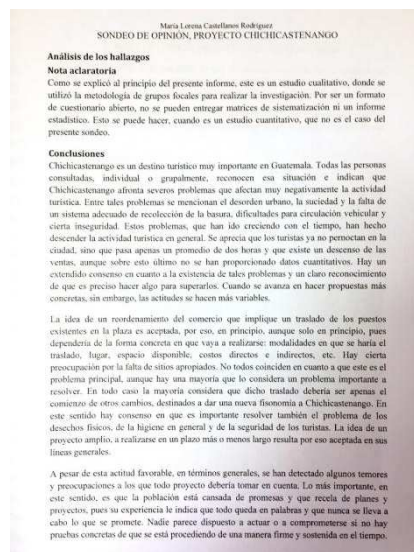 María Lorena Castellanos Rodríguez
SONDEO DE OPINIÓN, PROYECTO CHICHICASTENANGO
Análisis de los hallazgos
Nota aclaratoria
Como se explicó al principio del presente informe, este es un estudio cualitativo, donde se
utilizó la metodología de grupos focales para realizar la investigación. Por ser un formato
de cuestionario abierto, no se pueden entregar matrices de sistematización ni un informe
estadístico. Esto se puede hacer, cuando es un estudio cuantitativo, que no es el caso del
presente sondeo.
Conclusiones
Chichicastenango es un destino turístico muy importante en Guatemala. Todas las personas
consultadas, individual o grupalmente, reconocen esa situación e indican que
Chichicastenango afronta severos problemas que afectan muy negativamente la actividad
turística. Entre tales problemas se mencionan el desorden urbano, la suciedad y la falta de
un sistema adecuado de recolección de la basura, dificultades para circulación vehicular y
cierta inseguridad. Estos problemas, que han ido creciendo con el tiempo, han hecho
descender la actividad turística en general. Se aprecia que los turistas ya no pernoctan en la
ciudad, sino que pasa apenas un promedio de dos horas y que existe un descenso de las
ventas, aunque sobre esto último no se han proporcionado datos cuantitativos. Hay un
extendido consenso en cuanto a la existencia de tales problemas y un claro reconocimiento
de que es preciso hacer algo para superarlos. Cuando se avanza en hacer propuestas más
concretas, sin embargo, las actitudes se hacen más variables.
La idea de un reordenamiento del comercio que implique un traslado de los puestos
existentes en la plaza es aceptada, por eso, en principio, aunque solo en principio, pues
dependería de la forma concreta en que vaya a realizarse: modalidades en que se haría el
traslado, lugar, espacio disponible, costos directos e indirectos, etc. Hay cierta
preocupación por la falta de sitios apropiados. No todos coinciden en cuanto a que este es el
problema principal, aunque hay una mayoría que lo considera un problema importante a
resolver. En todo caso la mayoría considera que dicho traslado debería ser apenas el
comienzo de otros cambios, destinados a dar una nueva fisonomía a Chichicastenango. En
este sentido hay consenso en que es importante resolver también el problema de los
desechos físicos, de la higiene en general y de la seguridad de los turistas. La idea de un
proyecto amplio, a realizarse en un plazo más o menos largo resulta por eso aceptada en sus
líneas generales.
A pesar de esta actitud favorable, en términos generales, se han detectado algunos temores
y preocupaciones a los que todo proyecto debería tomar en cuenta. Lo más importante, en
este sentido, es que la población está cansada de promesas y que recela de planes y
proyectos, pues su experiencia le indica que todo queda en palabras y que nunca se lleva a
cabo lo que se promete. Nadie parece dispuesto a actuar o a comprometerse si no hay
pruebas concretas de que se está procediendo de una manera firme y sostenida en el tiempo.